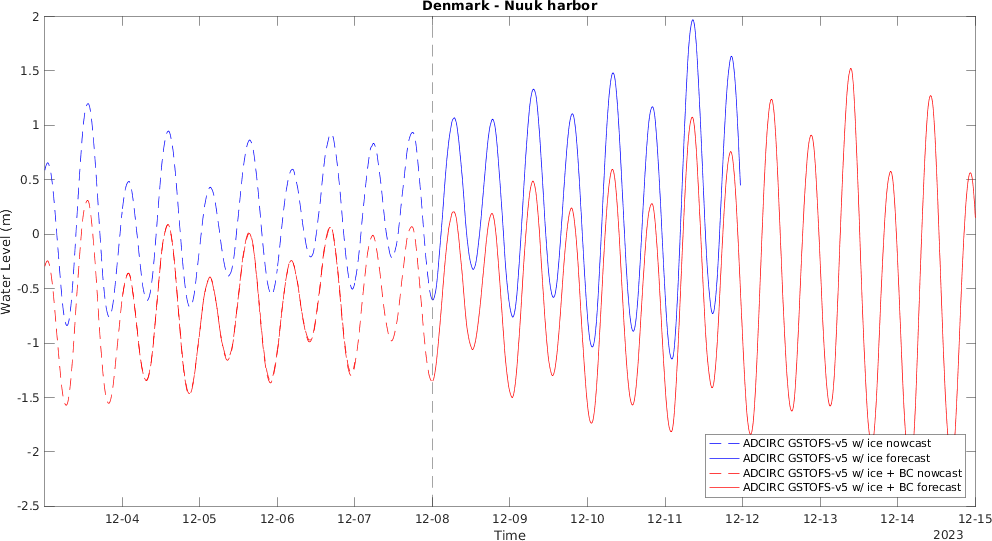 Denmark - Nuuk harbor
2
1.5
1
0.5
0
-0.5
-1
-1.5
-2
-2.5
Water Level (m)
12-04 12-05 12-06 12-07 12-08 12-09 12-10 12-11 12-12 12-13 12-14 12-15
Time
2023
ADCIRC GSTOFS-v5 w/ ice nowcast
ADCIRC GSTOFS-v5 w/ ice forecast
ADCIRC GSTOFS-v5 w/ ice + BC nowcast
ADCIRC GSTOFS-v5 w/ ice + BC forecast